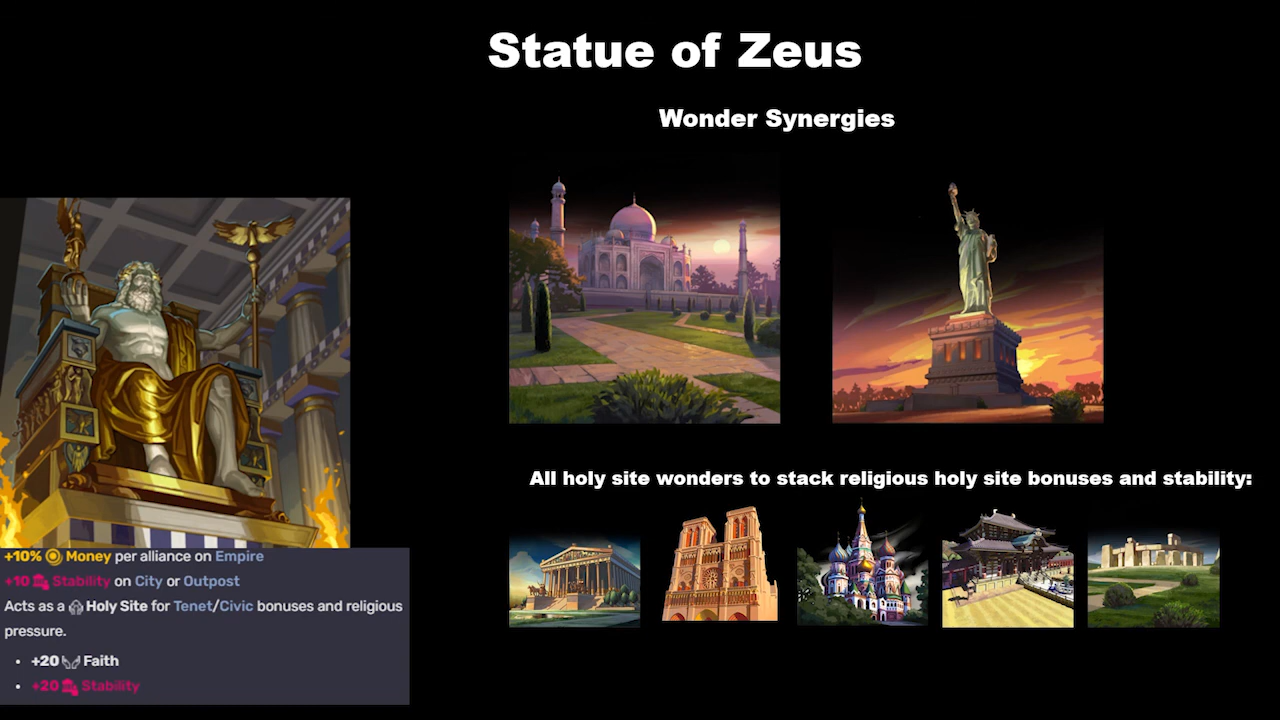 Statue of Zeus
Wonder Synergies
All holy site wonders to stack religious holy site bonuses and stability:
+10% Money per alliance on Empire
+10 Stability on City or Outpost
Acts as a Holy Site for Tenet/Civic bonuses and religious
pressure.
• +20 Faith
• +20 Stability